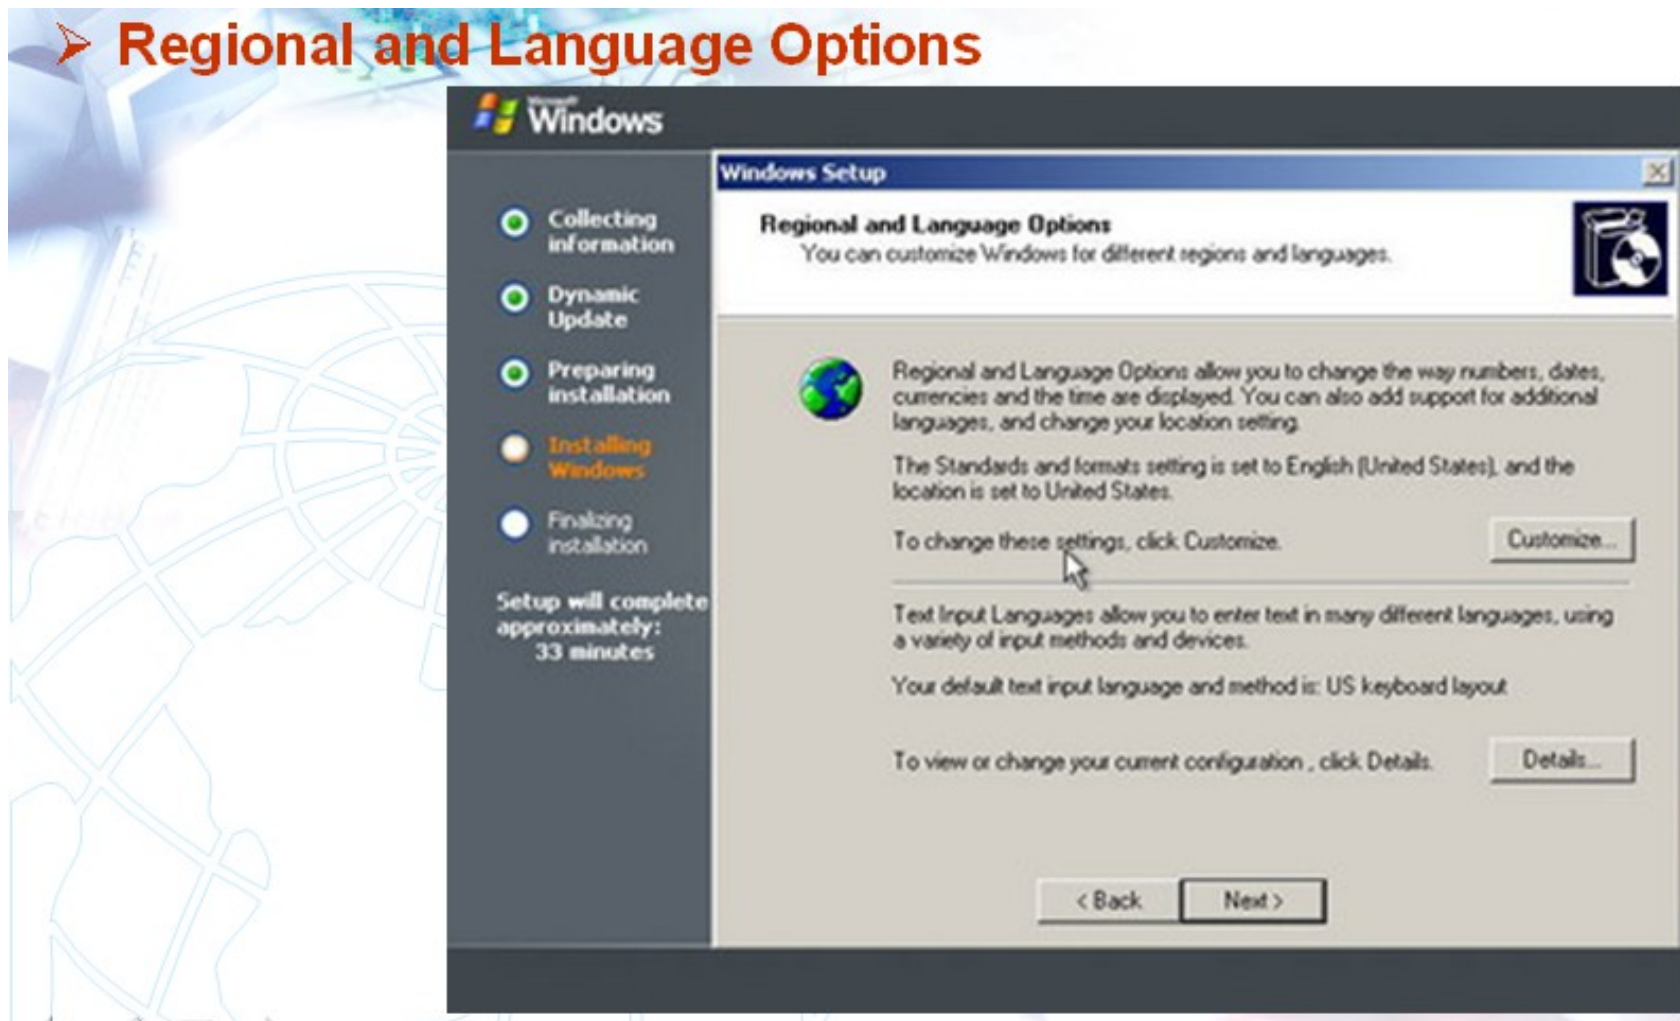 Regional and Language Options
Microsoft
Windows
Collecting
information
Dynamic
Update
Preparing
installation
Installing
Windows
Finalizing
installation
Setup will complete
approximately:
33 minutes
Windows Setup
Regional and Language Options
You can customize Windows for different regions and languages.
Regional and Language Options allow you to change the way numbers, dates,
currencies and the time are displayed. You can also add support for additional
languages, and change your location setting.
The Standards and formats setting is set to English (United States), and the
location is set to United States.
To change these settings, click Customize.
Customize...
Text Input Languages allow you to enter text in many different languages, using
a variety of input methods and devices.
Your default text input language and method is: US keyboard layout
To view or change your current configuration , click Details.
Details...
< Back
Next >